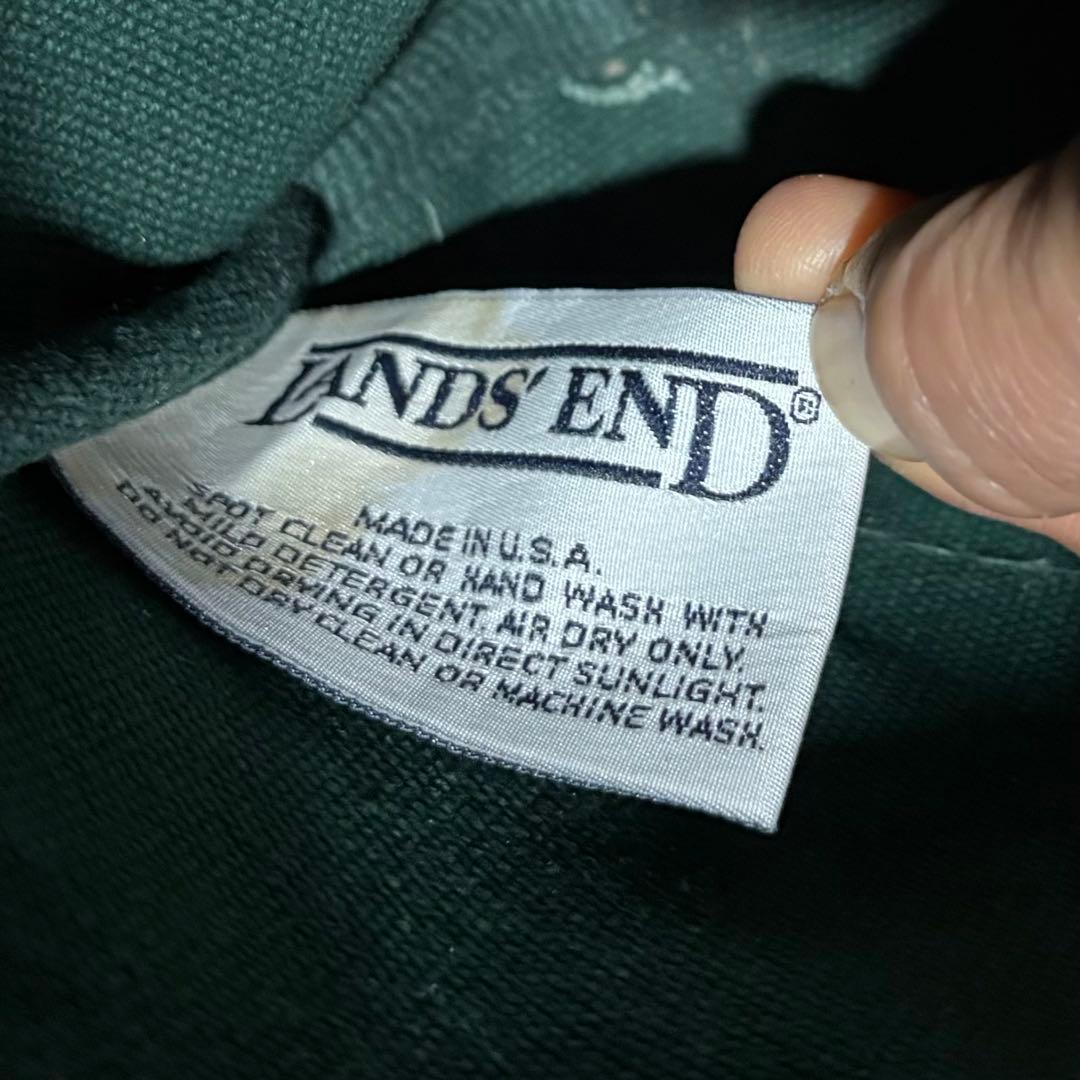 LANDS' END®
MADE IN U.S.A.
SPOT CLEAN OR HAND WASH WITH
A MILD DETERGENT, AIR DRY ONLY.
AVOID DRYING IN DIRECT SUNLIGHT.
DO NOT DRY CLEAN OR MACHINE WASH.